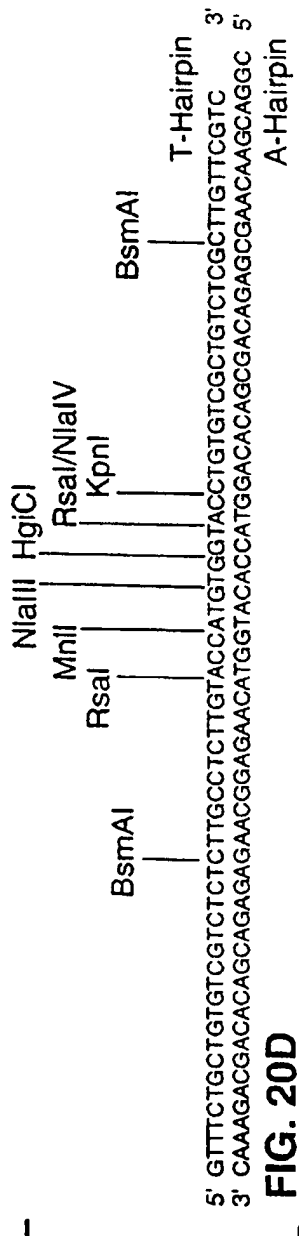 NlaIII HgiCI
MnlI RsaI/NlaIV
RsaI KpnI
BsmAI BsmAI
T-Hairpin
5' GTTTCTGCTGTGTCGTCTCTCTTGCCTCTTGTACCATGTGGTACCTGTGTCGCTGTCTCGCTTGTTCGTC 3'
3' CAAAGACGACACAGCAGAGAGAACGGAGAACATGGTACACCATGGACACAGCGACAGAGCGAACAAGCAGGC 5'
A-Hairpin
FIG. 20D